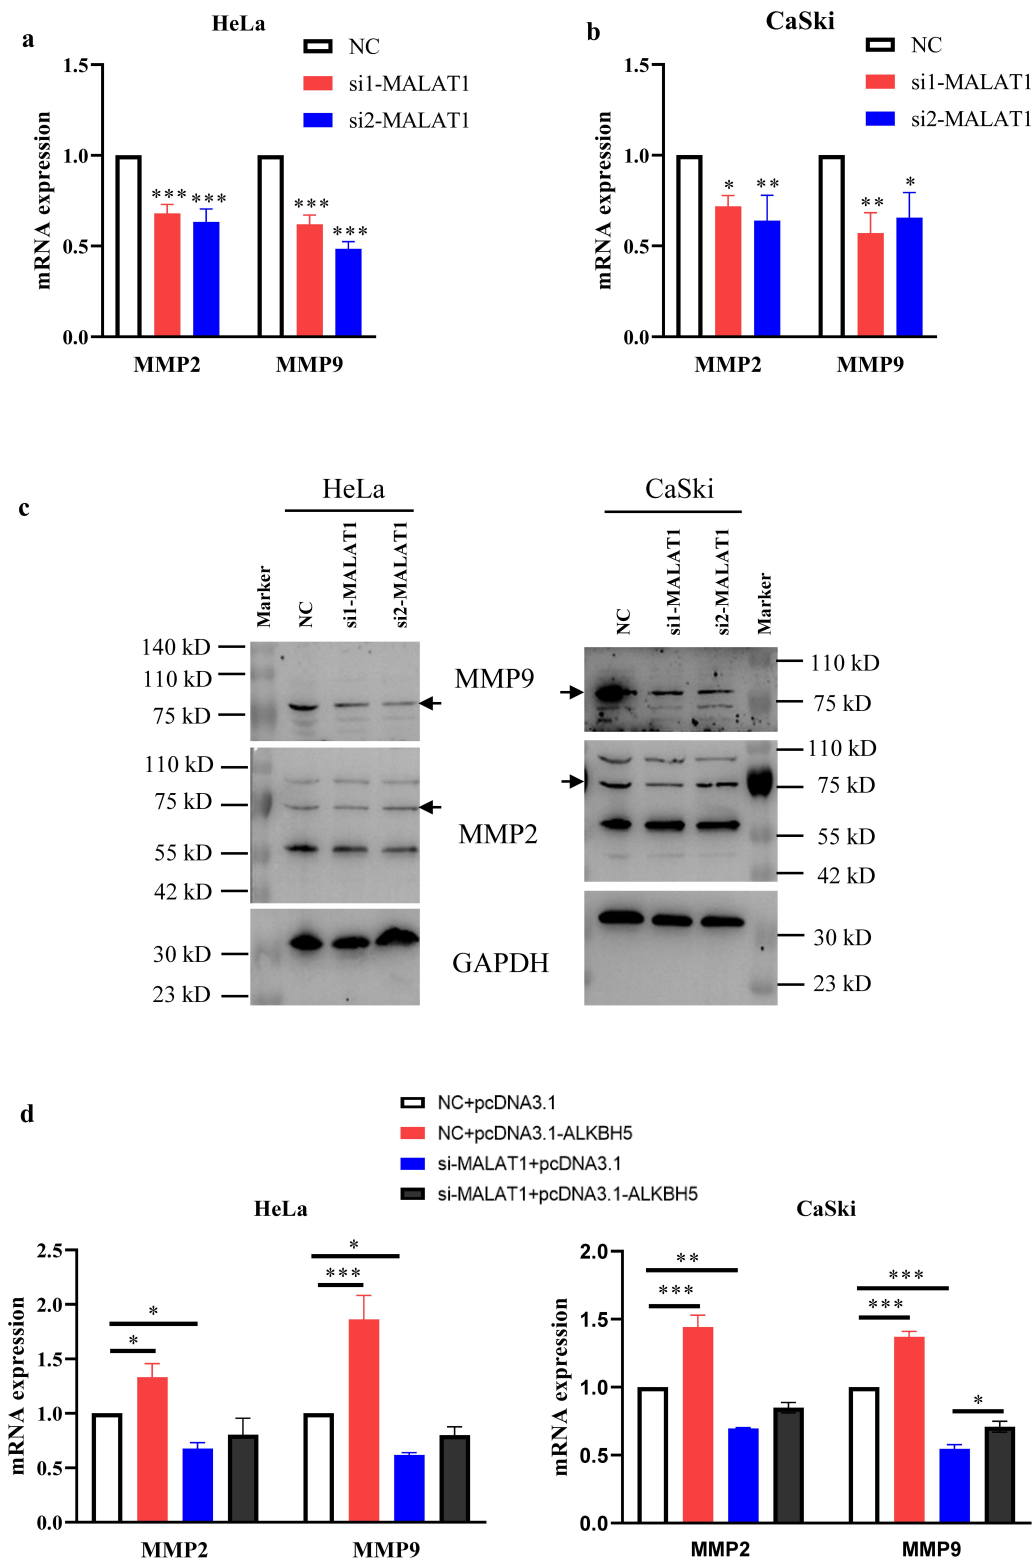 a
HeLa
NC
si1-MALAT1
si2-MALAT1
mRNA expression
1.5
1.0
0.5
0.0
*** ***
*** ***
MMP2 MMP9
b
CaSki
NC
si1-MALAT1
si2-MALAT1
mRNA expression
1.5
1.0
0.5
0.0
* **
** *
MMP2 MMP9
c
HeLa
Marker
NC
si1-MALAT1
si2-MALAT1
CaSki
NC
si1-MALAT1
si2-MALAT1
Marker
140 kD
110 kD
75 kD
MMP9
110 kD
75 kD
110 kD
75 kD
55 kD
42 kD
MMP2
110 kD
75 kD
55 kD
42 kD
30 kD
23 kD
GAPDH
30 kD
23 kD
d
NC+pcDNA3.1
NC+pcDNA3.1-ALKBH5
si-MALAT1+pcDNA3.1
si-MALAT1+pcDNA3.1-ALKBH5
HeLa
mRNA expression
2.5
2.0
1.5
1.0
0.5
0.0
*
*
*
***
MMP2 MMP9
CaSki
mRNA expression
2.0
1.5
1.0
0.5
0.0
**
***
***
***
*
MMP2 MMP9